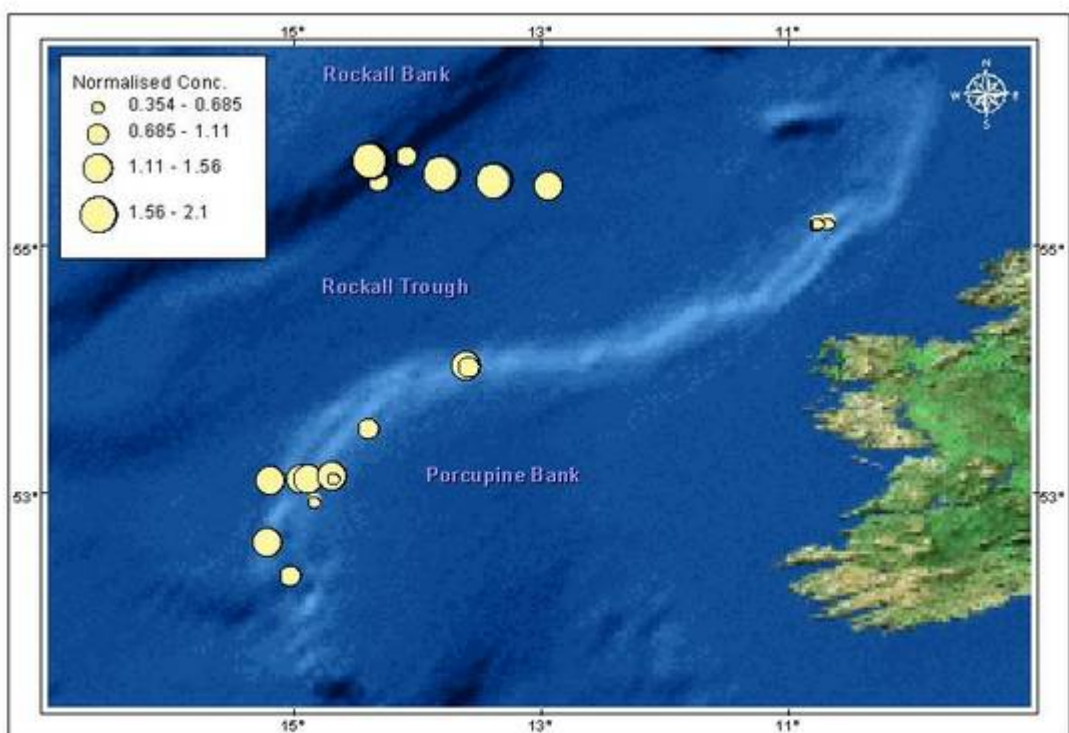 15° 13° 11°
Normalised Conc.
0.354 - 0.685
0.685 - 1.11
1.11 - 1.56
1.56 - 2.1
Rockall Bank
N
W E
S
55° 55°
Rockall Trough
Porcupine Bank
53° 53°
15° 13° 11°